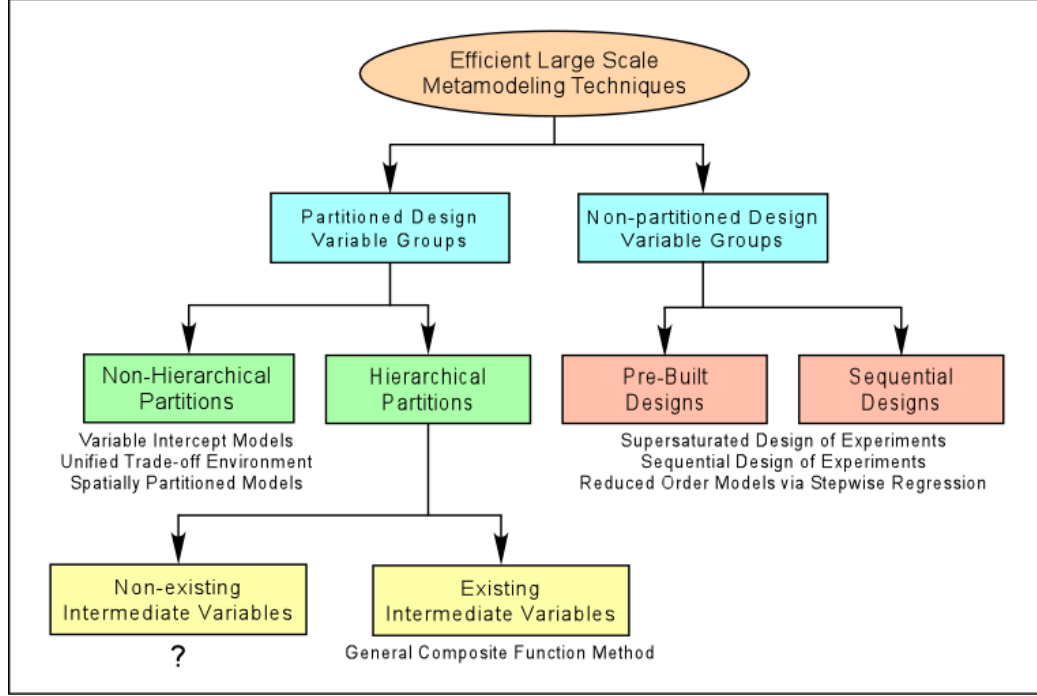 Efficient Large Scale
Metamodeling Techniques
Partitioned Design
Variable Groups
Non-partitioned Design
Variable Groups
Non-Hierarchical
Partitions
Hierarchical
Partitions
Pre-Built
Designs
Sequential
Designs
Variable Intercept Models
Unified Trade-off Environment
Spatially Partitioned Models
Supersaturated Design of Experiments
Sequential Design of Experiments
Reduced Order Models via Stepwise Regression
Non-existing
Intermediate Variables
Existing
Intermediate Variables
?
General Composite Function Method